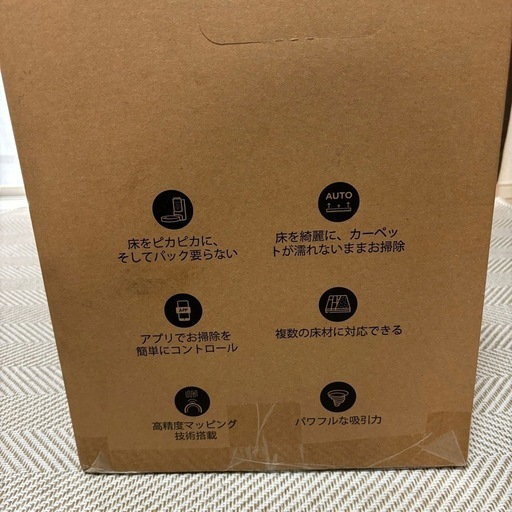 床をピカピカに、
そしてパック要らない
AUTO
床を綺麗に、カーペッ
トが濡れないままお掃除
APP
アプリでお掃除を
簡単にコントロール
複数の床材に対応できる
高精度マッピング
技術搭載
パワフルな吸引力